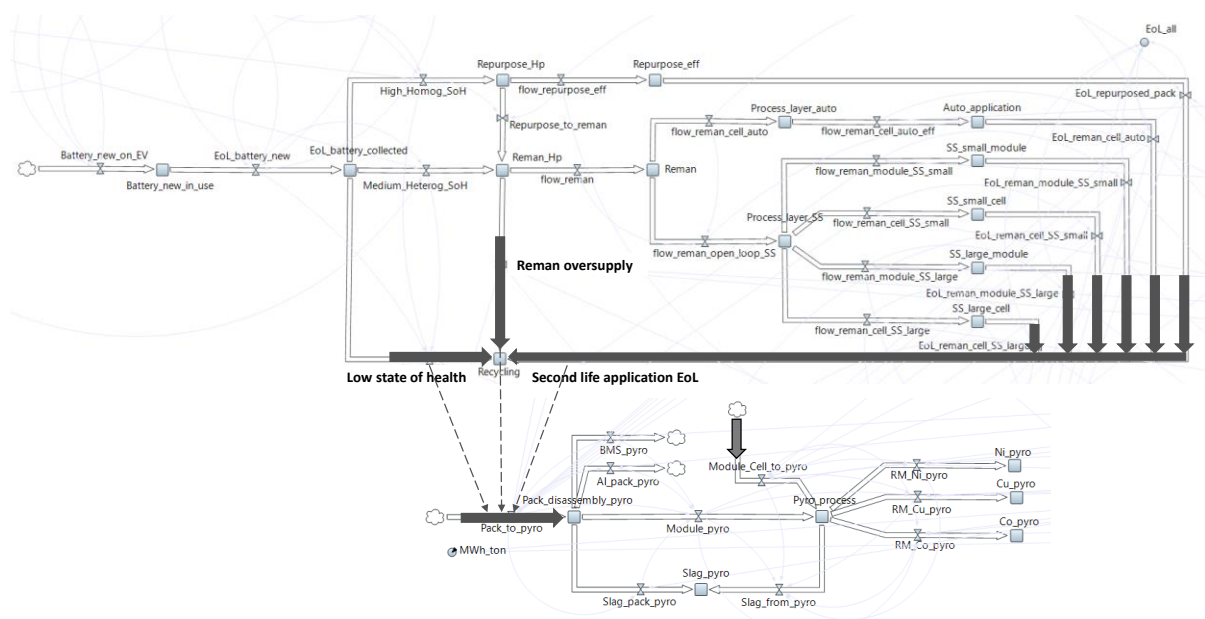 EoL_all
Repurpose_Hp
Repurpose_eff
High_Homog_SoH
flow_repurpose_eff
EoL_repurposed_pack
Process_layer_auto
Auto_application
Repurpose_to_reman
flow_reman_cell_auto
flow_reman_cell_auto_eff
EoL_reman_cell_auto
Battery_new_on_EV
EoL_battery_new
EoL_battery_collected
Reman_Hp
SS_small_module
Battery_new_in_use
Medium_Heterog_SoH
flow_reman
Reman
flow_reman_module_SS_small
EoL_reman_module_SS_small
SS_small_cell
Process_layer_SS
flow_reman_cell_SS_small
EoL_reman_cell_SS_small
flow_reman_open_loop_SS
SS_large_module
Reman oversupply
flow_reman_module_SS_large
EoL_reman_module_SS_large
SS_large_cell
flow_reman_cell_SS_large
EoL_reman_cell_SS_large
Recycling
Low state of health
Second life application EoL
BMS_pyro
Module_Cell_to_pyro
Ni_pyro
RM_Ni_pyro
Al_pack_pyro
Pack_disassembly_pyro
Pyro_process
Cu_pyro
RM_Cu_pyro
Pack_to_pyro
Module_pyro
Co_pyro
RM_Co_pyro
MWh_ton
Slag_pyro
Slag_pack_pyro
Slag_from_pyro